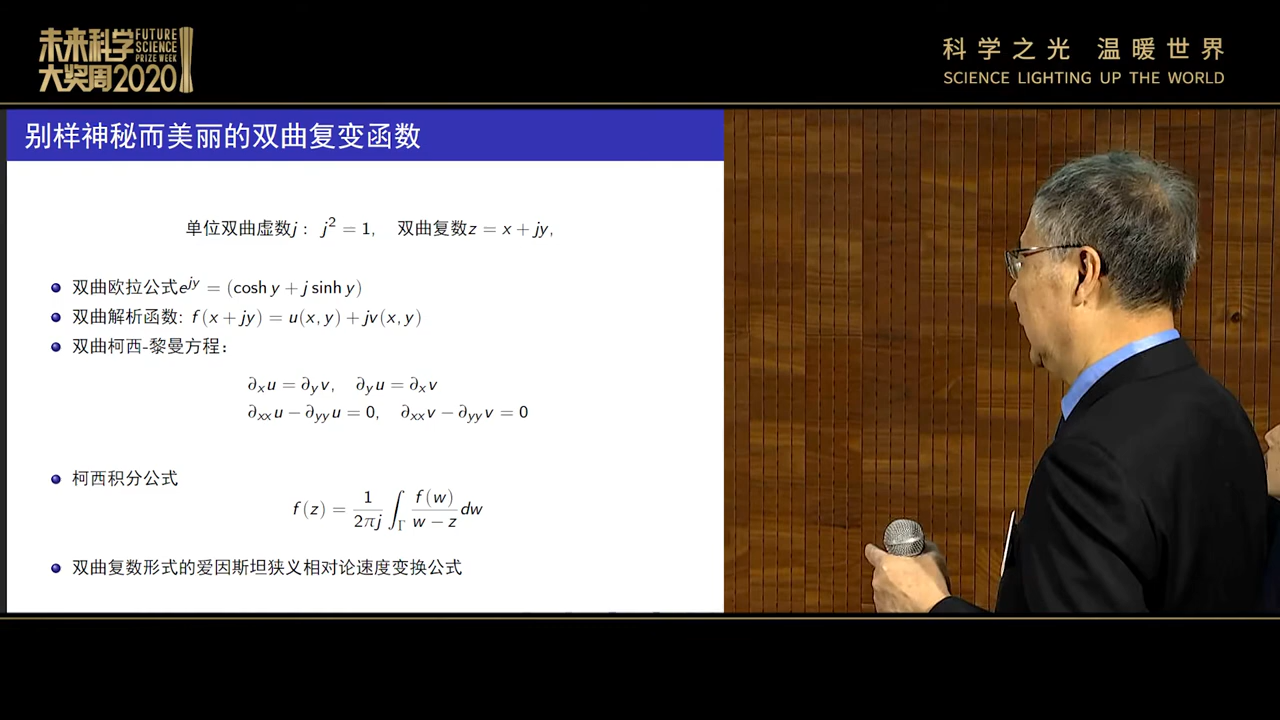 未来科学
大奖周2020
FUTURE
SCIENCE
PRIZE WEEK
科学之光 温暖世界
SCIENCE LIGHTING UP THE WORLD
别样神秘而美丽的双曲复变函数
单位双曲虚数j : j² = 1, 双曲复数z = x + jy,
双曲欧拉公式e^{jy} = (cosh y + j sinh y)
双曲解析函数: f(x + jy) = u(x, y) + jv(x, y)
双曲柯西-黎曼方程:
∂ₓu = ∂_y v, ∂_y u = ∂ₓv
∂ₓₓu − ∂_{yy}u = 0, ∂ₓₓv − ∂_{yy}v = 0
柯西积分公式
f(z) = \frac{1}{2πj} ∫_Γ \frac{f(w)}{w − z} dw
双曲复数形式的爱因斯坦狭义相对论速度变换公式